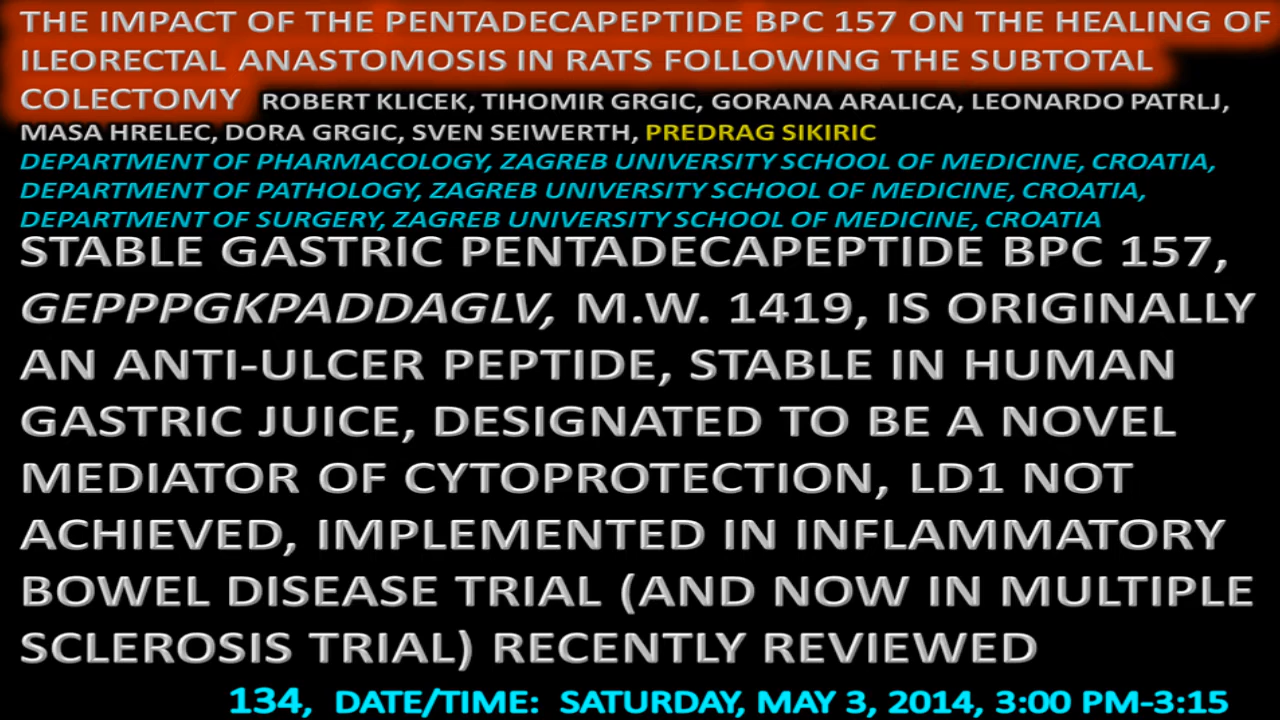 THE IMPACT OF THE PENTADECAPEPTIDE BPC 157 ON THE HEALING OF
ILEORECTAL ANASTOMOSIS IN RATS FOLLOWING THE SUBTOTAL
COLECTOMY ROBERT KLICEK, TIHOMIR GRGIC, GORANA ARALICA, LEONARDO PATRLJ,
MASA HRELEC, DORA GRGIC, SVEN SEIWERTH, PREDRAG SIKIRIC
DEPARTMENT OF PHARMACOLOGY, ZAGREB UNIVERSITY SCHOOL OF MEDICINE, CROATIA,
DEPARTMENT OF PATHOLOGY, ZAGREB UNIVERSITY SCHOOL OF MEDICINE, CROATIA,
DEPARTMENT OF SURGERY, ZAGREB UNIVERSITY SCHOOL OF MEDICINE, CROATIA
STABLE GASTRIC PENTADECAPEPTIDE BPC 157,
GEPPPGKPADDAGLV, M.W. 1419, IS ORIGINALLY
AN ANTI-ULCER PEPTIDE, STABLE IN HUMAN
GASTRIC JUICE, DESIGNATED TO BE A NOVEL
MEDIATOR OF CYTOPROTECTION, LD1 NOT
ACHIEVED, IMPLEMENTED IN INFLAMMATORY
BOWEL DISEASE TRIAL (AND NOW IN MULTIPLE
SCLEROSIS TRIAL) RECENTLY REVIEWED
134, DATE/TIME: SATURDAY, MAY 3, 2014, 3:00 PM-3:15